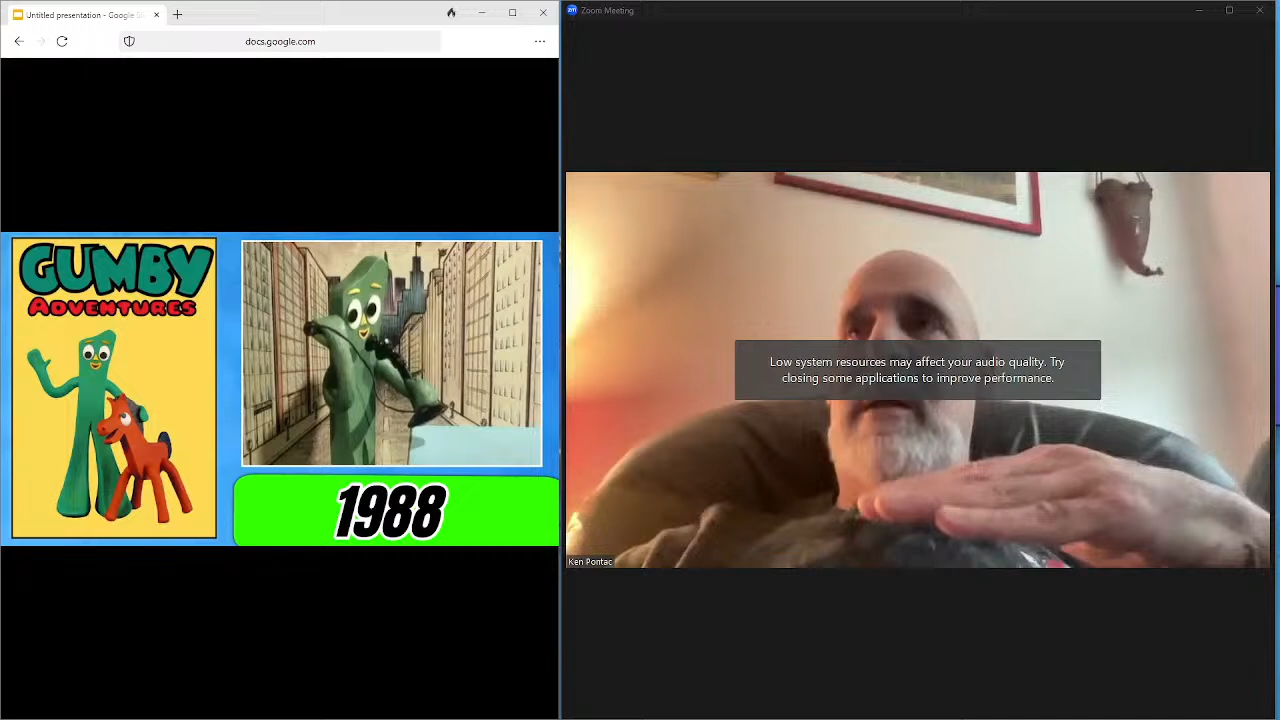 Untitled presentation - Google Sl
docs.google.com
GUMBY
ADVENTURES
1988
zm Zoom Meeting
Low system resources may affect your audio quality. Try
closing some applications to improve performance.
Ken Pontac